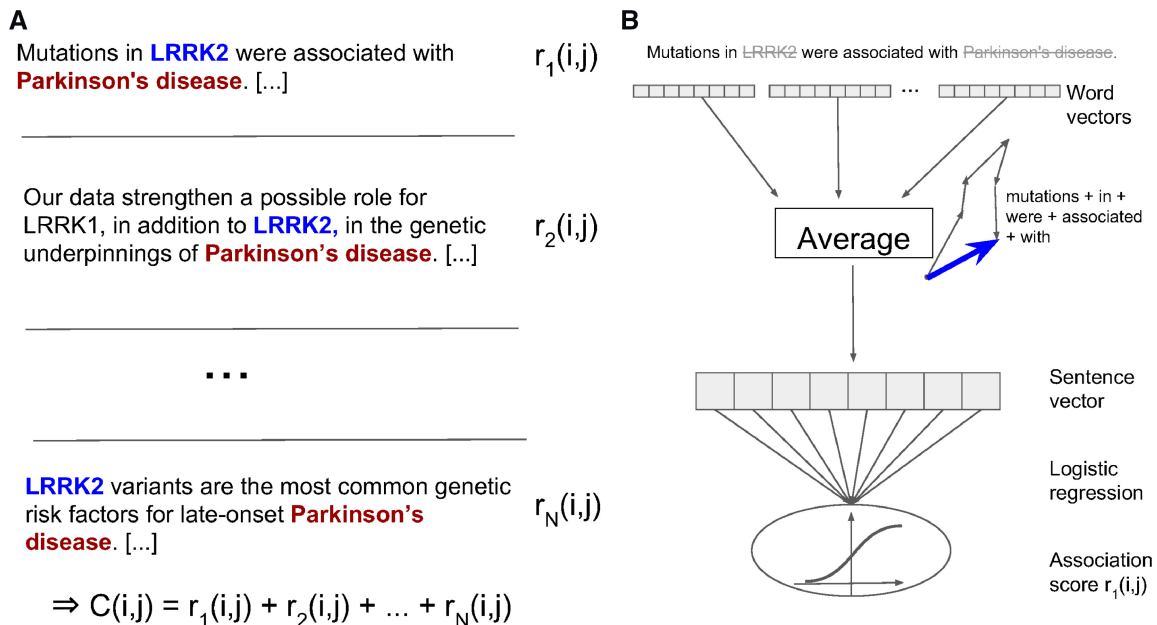 A
Mutations in LRRK2 were associated with
Parkinson's disease. [...]
r1(i,j)
Our data strengthen a possible role for
LRRK1, in addition to LRRK2, in the genetic
underpinnings of Parkinson’s disease. [...]
r2(i,j)
...
LRRK2 variants are the most common genetic
risk factors for late-onset Parkinson’s
disease. [...]
rN(i,j)
⇒ C(i,j) = r1(i,j) + r2(i,j) + ... + rN(i,j)
B
Mutations in LRRK2 were associated with Parkinson's disease.
...
Word
vectors
mutations + in +
were + associated
+ with
Average
Sentence
vector
Logistic
regression
Association
score r1(i,j)